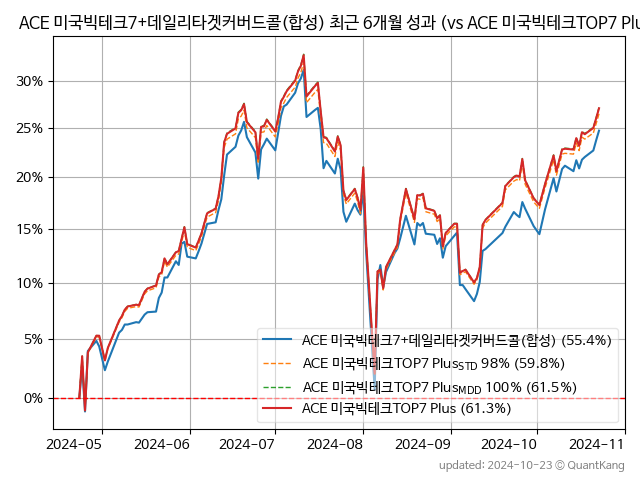 ACE 미국빅테크7+데일리타겟커버드콜(합성) 최근 6개월 성과 (vs ACE 미국빅테크TOP7 Plu
30%
25%
20%
15%
10%
5%
0%
ACE 미국빅테크7+데일리타겟커버드콜(합성) (55.4%)
ACE 미국빅테크TOP7 PlusSTD 98% (59.8%)
ACE 미국빅테크TOP7 PlusMDD 100% (61.5%)
ACE 미국빅테크TOP7 Plus (61.3%)
2024-05 2024-06 2024-07 2024-08 2024-09 2024-10 2024-11
updated: 2024-10-23 © QuantKang